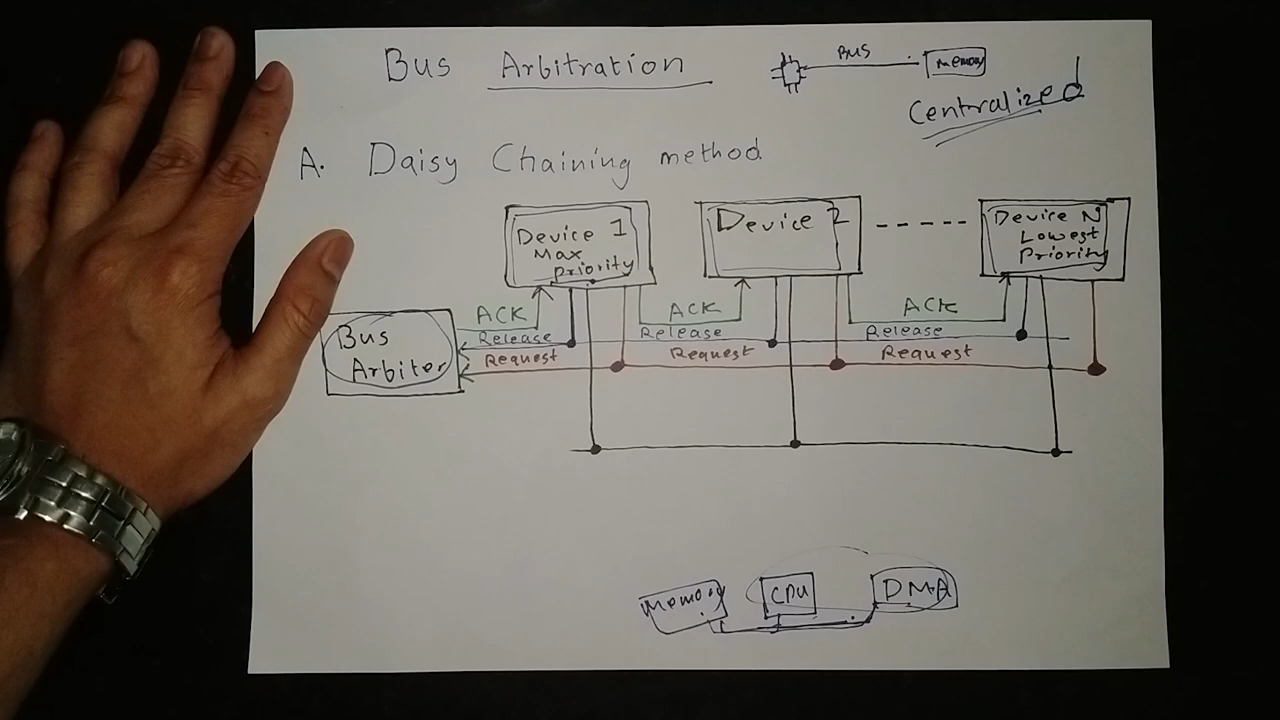 Bus Arbitration
BUS
Memory
Centralized
A. Daisy Chaining method
Device 1
Max
Priority
Device 2
Device N
Lowest
Priority
Bus
Arbiter
ACK
ACK
ACK
Release
Release
Release
Request
Request
Request
Memory
CPU
DMA